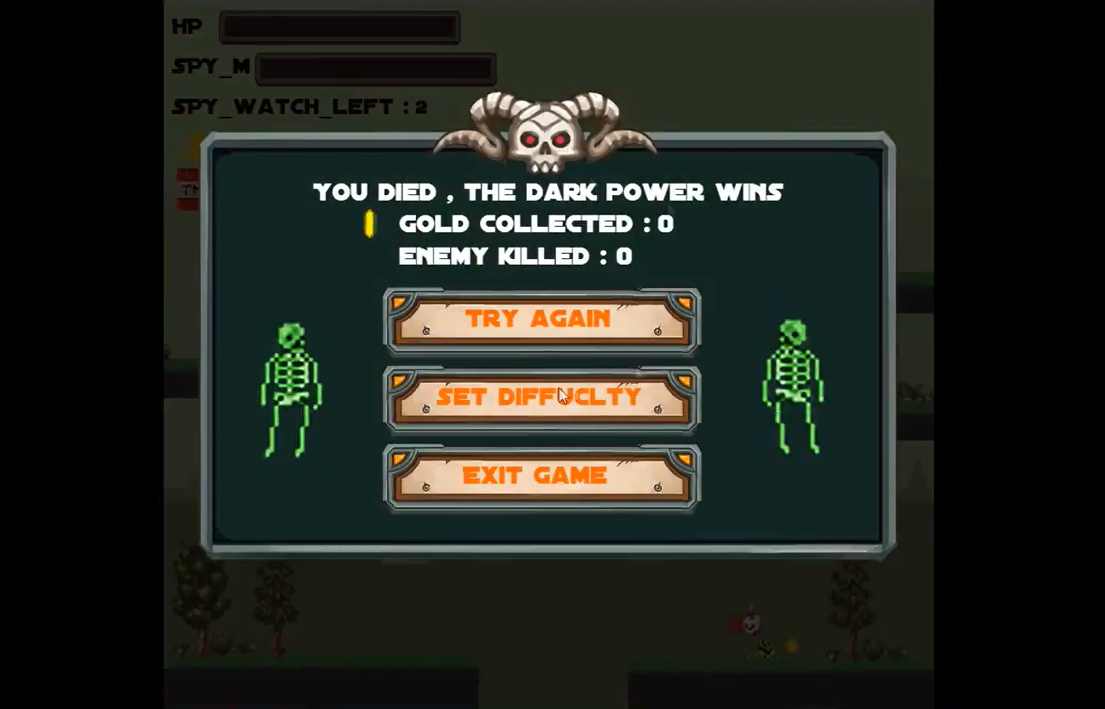 HP
SPY_M
SPY_WATCH_LEFT : 2
YOU DIED , THE DARK POWER WINS
GOLD COLLECTED : 0
ENEMY KILLED : 0
TRY AGAIN
SET DIFFICLTY
EXIT GAME